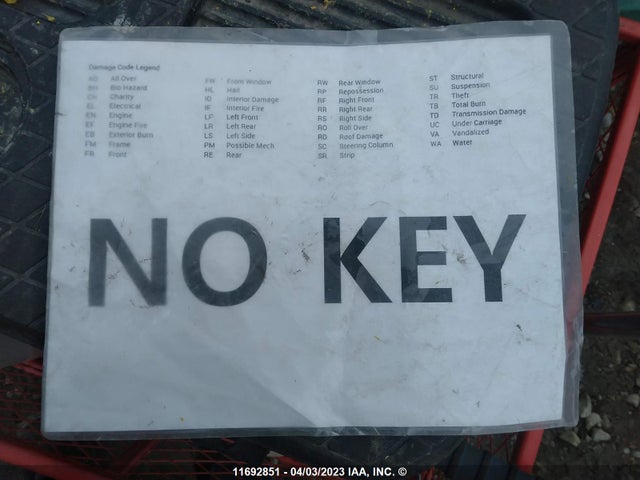 Damage Code Legend
AO All Over
BH Bio Hazard
CH Charity
EL Electrical
EN Engine
EF Engine Fire
EB Exterior Burn
FM Frame
FR Front
FW Front Window
HL Hail
ID Interior Damage
IF Interior Fire
LF Left Front
LR Left Rear
LS Left Side
PM Possible Mech
RE Rear
RW Rear Window
RP Repossession
RF Right Front
RR Right Rear
RS Right Side
RO Roll Over
RD Roof Damage
SC Steering Column
SR Strip
ST Structural
SU Suspension
TR Theft
TB Total Burn
TD Transmission Damage
UC Under Carriage
VA Vandalized
WA Water
NO KEY
11692851 - 04/03/2023 IAA, INC. ©